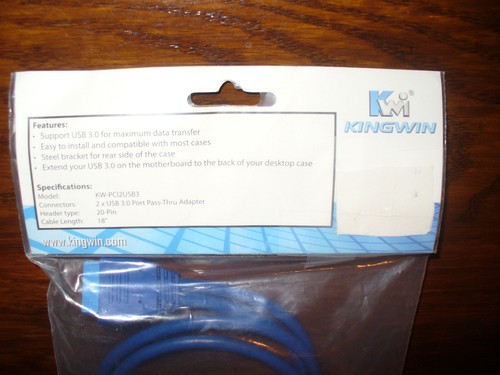 Features:
- Support USB 3.0 for maximum data transfer
- Easy to install and compatible with most cases
- Steel bracket for rear side of the case
- Extend your USB 3.0 on the motherboard to the back of your desktop case
Specifications:
Model: KW-PCI2USB3
Connectors: 2 x USB 3.0 Port Pass-Thru Adapter
Header type: 20-Pin
Cable Length: 18"
www.kingwin.com
KWI®
KINGWIN